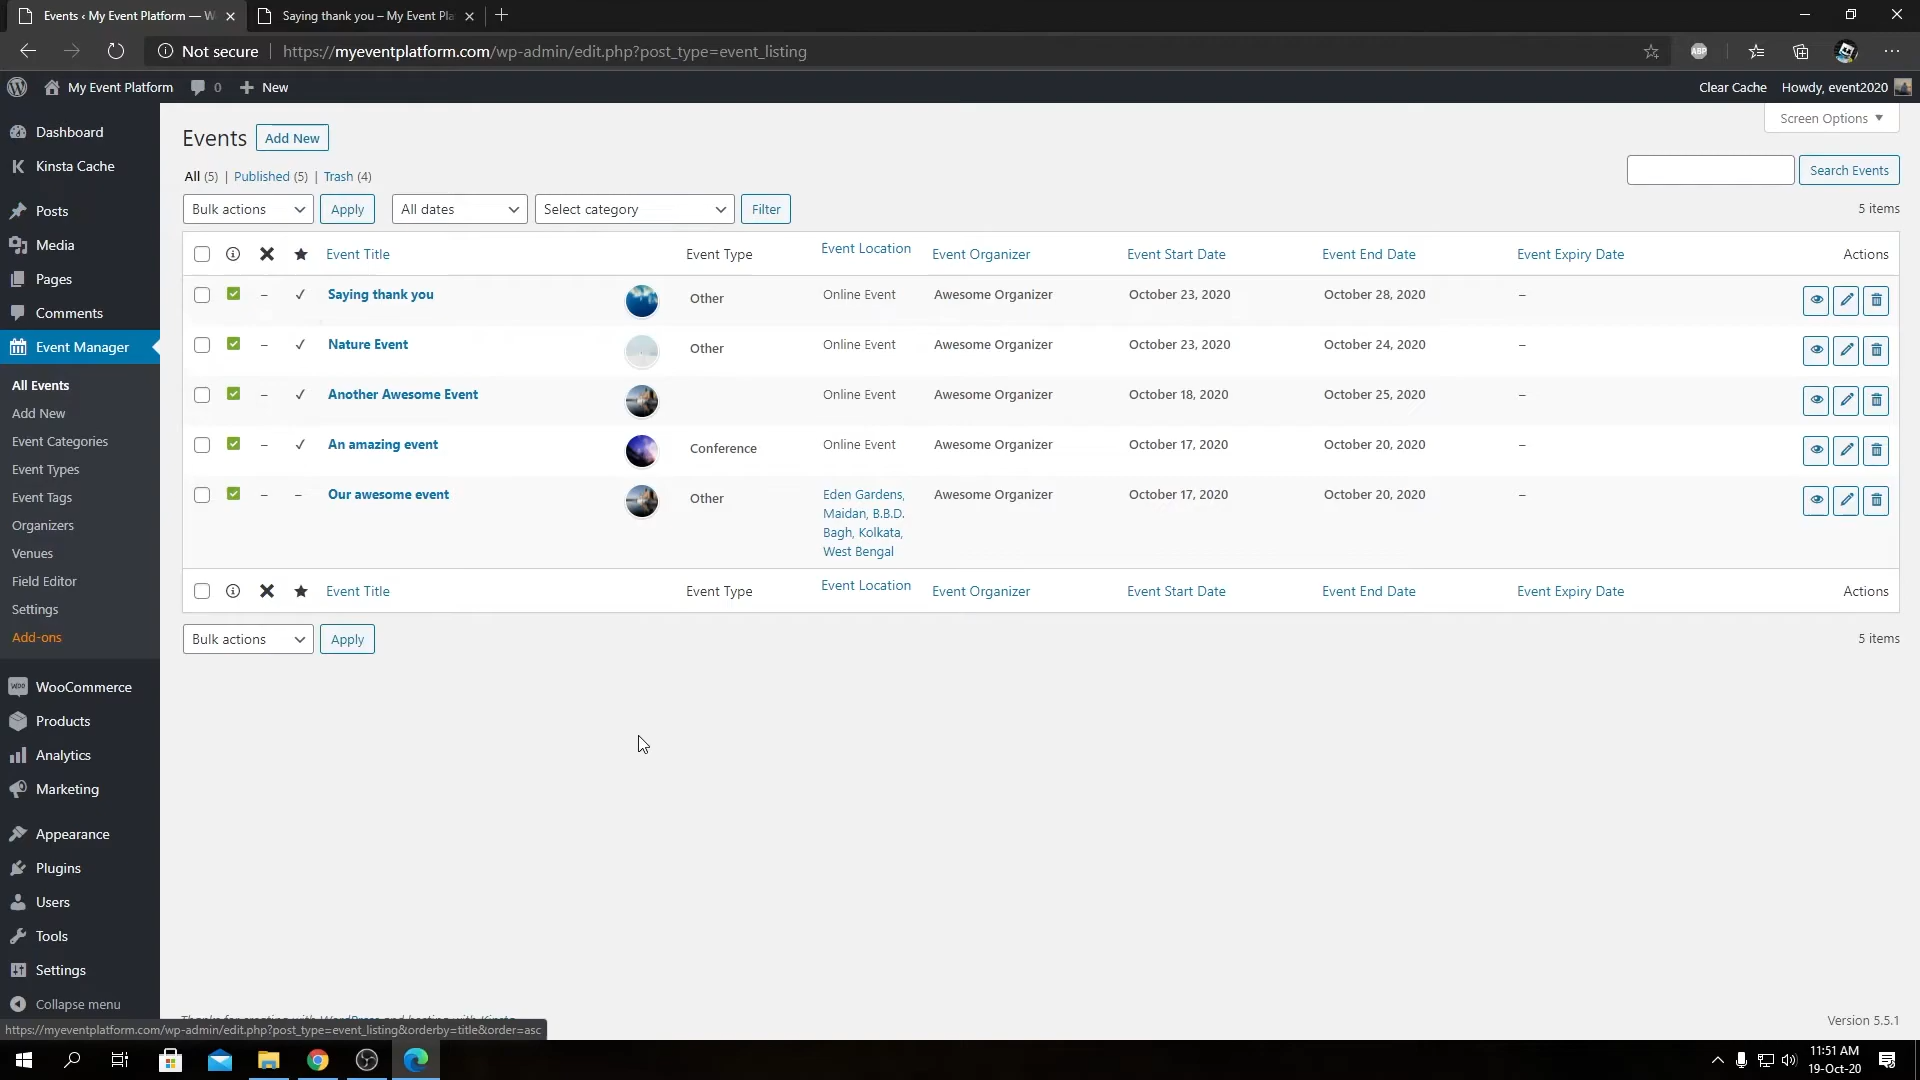 Events ‹ My Event Platform — W
Saying thank you – My Event Pla
Not secure
https://myeventplatform.com/wp-admin/edit.php?post_type=event_listing
ABP
My Event Platform
0
New
Clear Cache
Howdy, event2020
Dashboard
Kinsta Cache
Posts
Media
Pages
Comments
Event Manager
All Events
Add New
Event Categories
Event Types
Event Tags
Organizers
Venues
Field Editor
Settings
Add-ons
WooCommerce
Products
Analytics
Marketing
Appearance
Plugins
Users
Tools
Settings
Collapse menu
Screen Options
Events Add New
All (5) | Published (5) | Trash (4)
Search Events
Bulk actions Apply All dates Select category Filter
5 items
Event Title Event Type Event Location Event Organizer Event Start Date Event End Date Event Expiry Date Actions
Saying thank you Other Online Event Awesome Organizer October 23, 2020 October 28, 2020 –
Nature Event Other Online Event Awesome Organizer October 23, 2020 October 24, 2020 –
Another Awesome Event Online Event Awesome Organizer October 18, 2020 October 25, 2020 –
An amazing event Conference Online Event Awesome Organizer October 17, 2020 October 20, 2020 –
Our awesome event Other Eden Gardens, Awesome Organizer October 17, 2020 October 20, 2020 –
Maidan, B.B.D.
Bagh, Kolkata,
West Bengal
Event Title Event Type Event Location Event Organizer Event Start Date Event End Date Event Expiry Date Actions
Bulk actions Apply
5 items
Version 5.5.1
https://myeventplatform.com/wp-admin/edit.php?post_type=event_listing&orderby=title&order=asc
11:51 AM
19-Oct-20